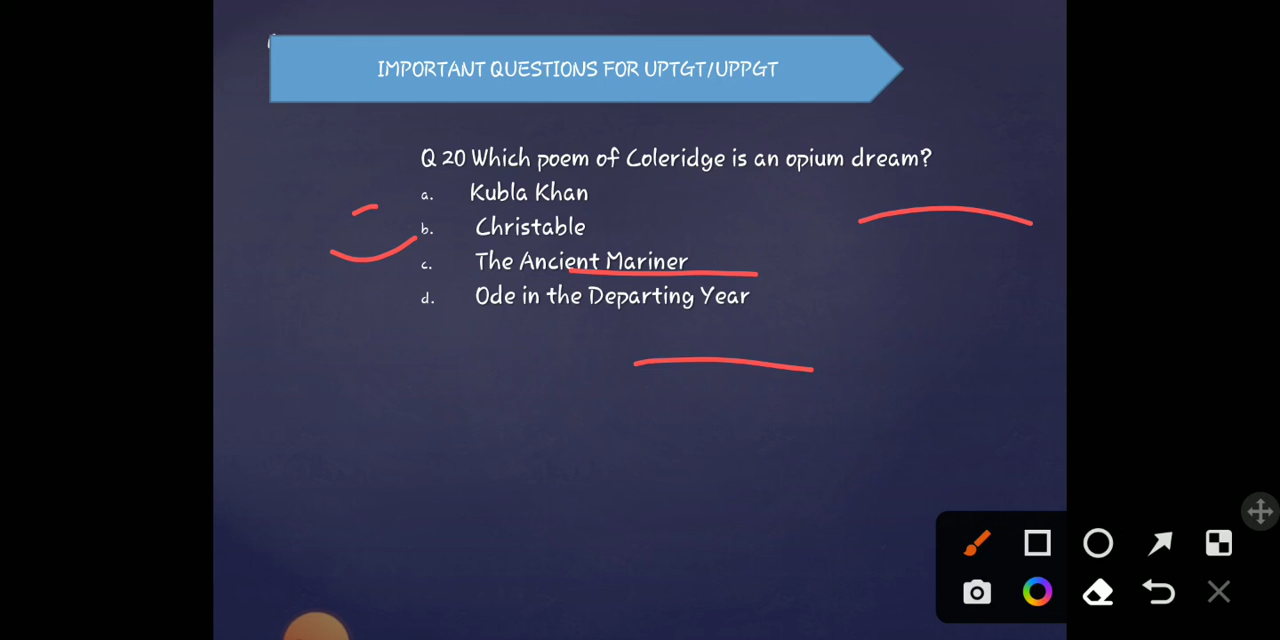 IMPORTANT QUESTIONS FOR UPTGT/UPPGT
Q 20 Which poem of Coleridge is an opium dream?
a. Kubla Khan
b. Christable
c. The Ancient Mariner
d. Ode in the Departing Year